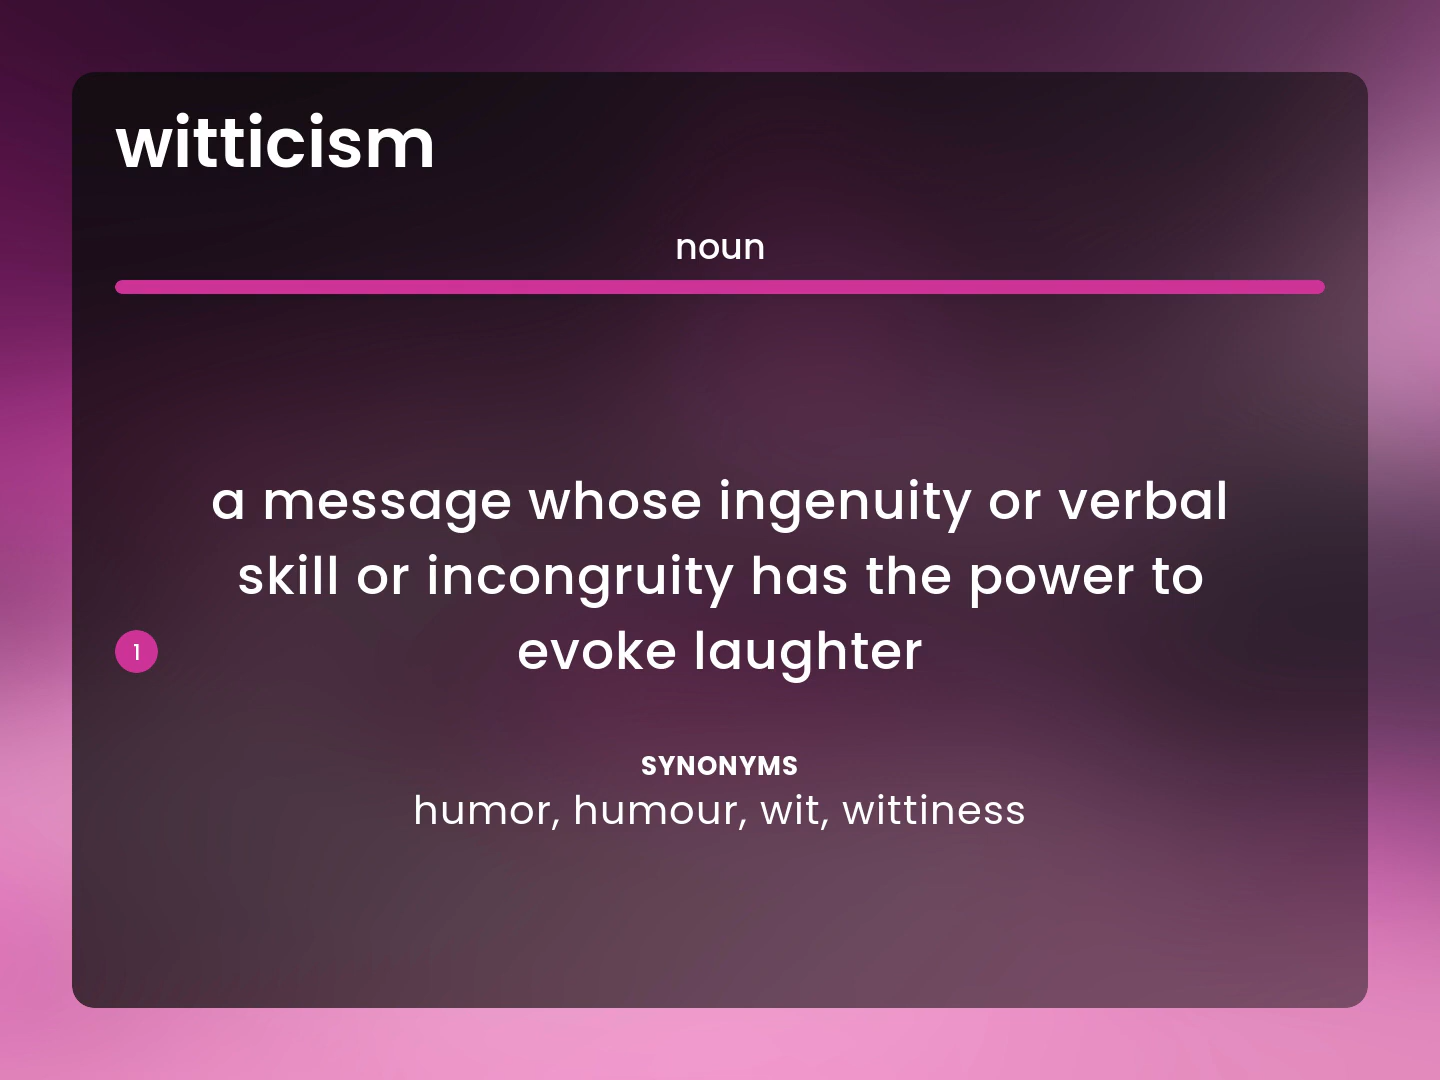 witticism
noun
a message whose ingenuity or verbal
skill or incongruity has the power to
evoke laughter
1
SYNONYMS
humor, humour, wit, wittiness